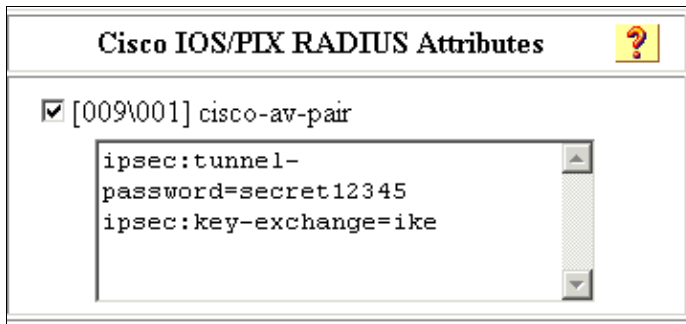 Cisco IOS/PIX RADIUS Attributes ?
[009\001] cisco-av-pair
ipsec:tunnel-
password=secret12345
ipsec:key-exchange=ike